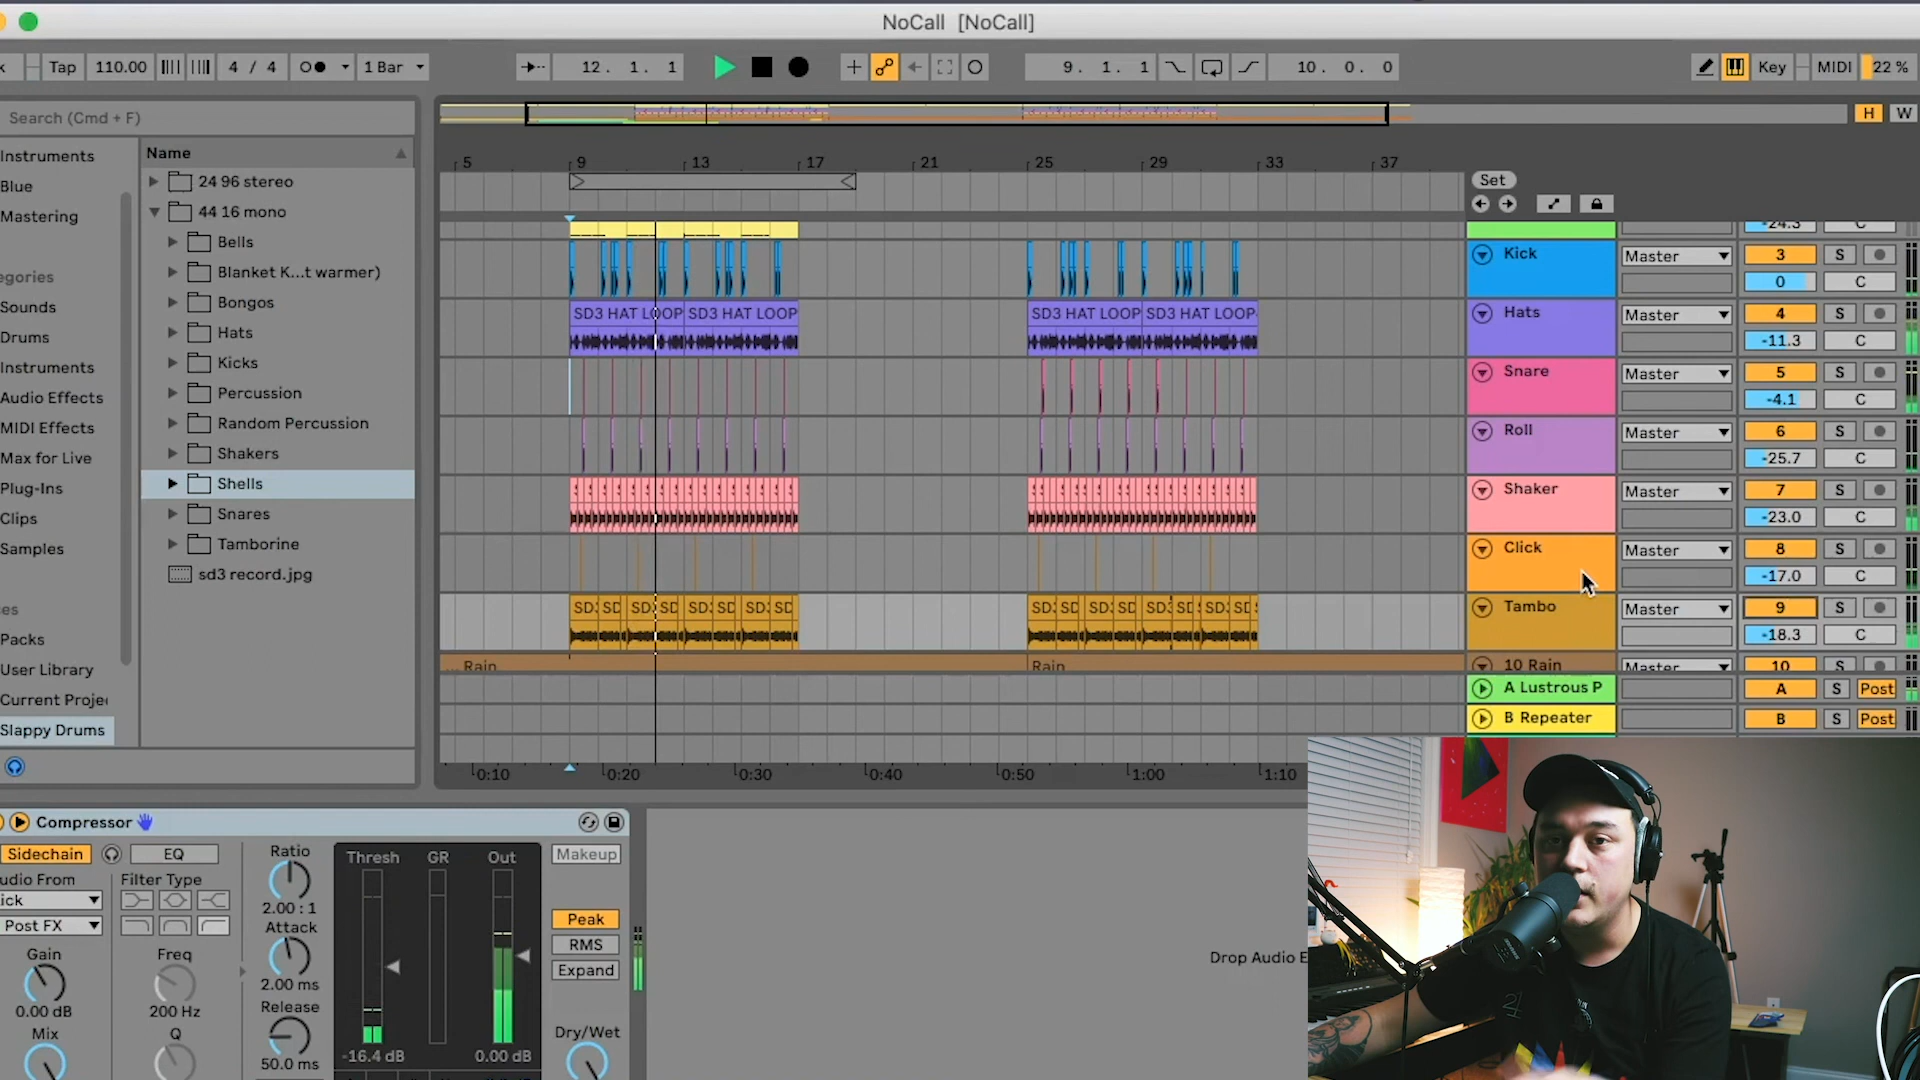 NoCall [NoCall]
k Tap 110.00 4 / 4 1 Bar 12. 1. 1 9. 1. 1 10. 0. 0 Key MIDI 22 %
Search (Cmd + F)
H W
Instruments
Blue
Mastering
egories
Sounds
Drums
Instruments
Audio Effects
MIDI Effects
Max for Live
Plug-Ins
Clips
Samples
es
Packs
User Library
Current Projec
Slappy Drums
Name
24 96 stereo
44 16 mono
Bells
Blanket K...t warmer)
Bongos
Hats
Kicks
Percussion
Random Percussion
Shakers
Shells
Snares
Tamborine
sd3 record.jpg
5 9 13 17 21 25 29 33 37
Set
-24.3 C
Kick Master 3 S
0 C
SD3 HAT LOOP SD3 HAT LOOP SD3 HAT LOOP SD3 HAT LOOP
Hats Master 4 S
-11.3 C
Snare Master 5 S
-4.1 C
Roll Master 6 S
-25.7 C
Shaker Master 7 S
-23.0 C
Click Master 8 S
-17.0 C
Tambo Master 9 S
-18.3 C
... Rain Rain
10 Rain Master 10 S
A Lustrous P A S Post
B Repeater B S Post
0:10 0:20 0:30 0:40 0:50 1:00 1:10
Compressor
Sidechain EQ
udio From
ick
Post FX
Gain
0.00 dB
Mix
Filter Type
Freq
200 Hz
Q
Ratio
2.00 : 1
Attack
2.00 ms
Release
50.0 ms
Thresh GR Out
-16.4 dB 0.00 dB
Makeup
Peak
RMS
Expand
Dry/Wet
Drop Audio E